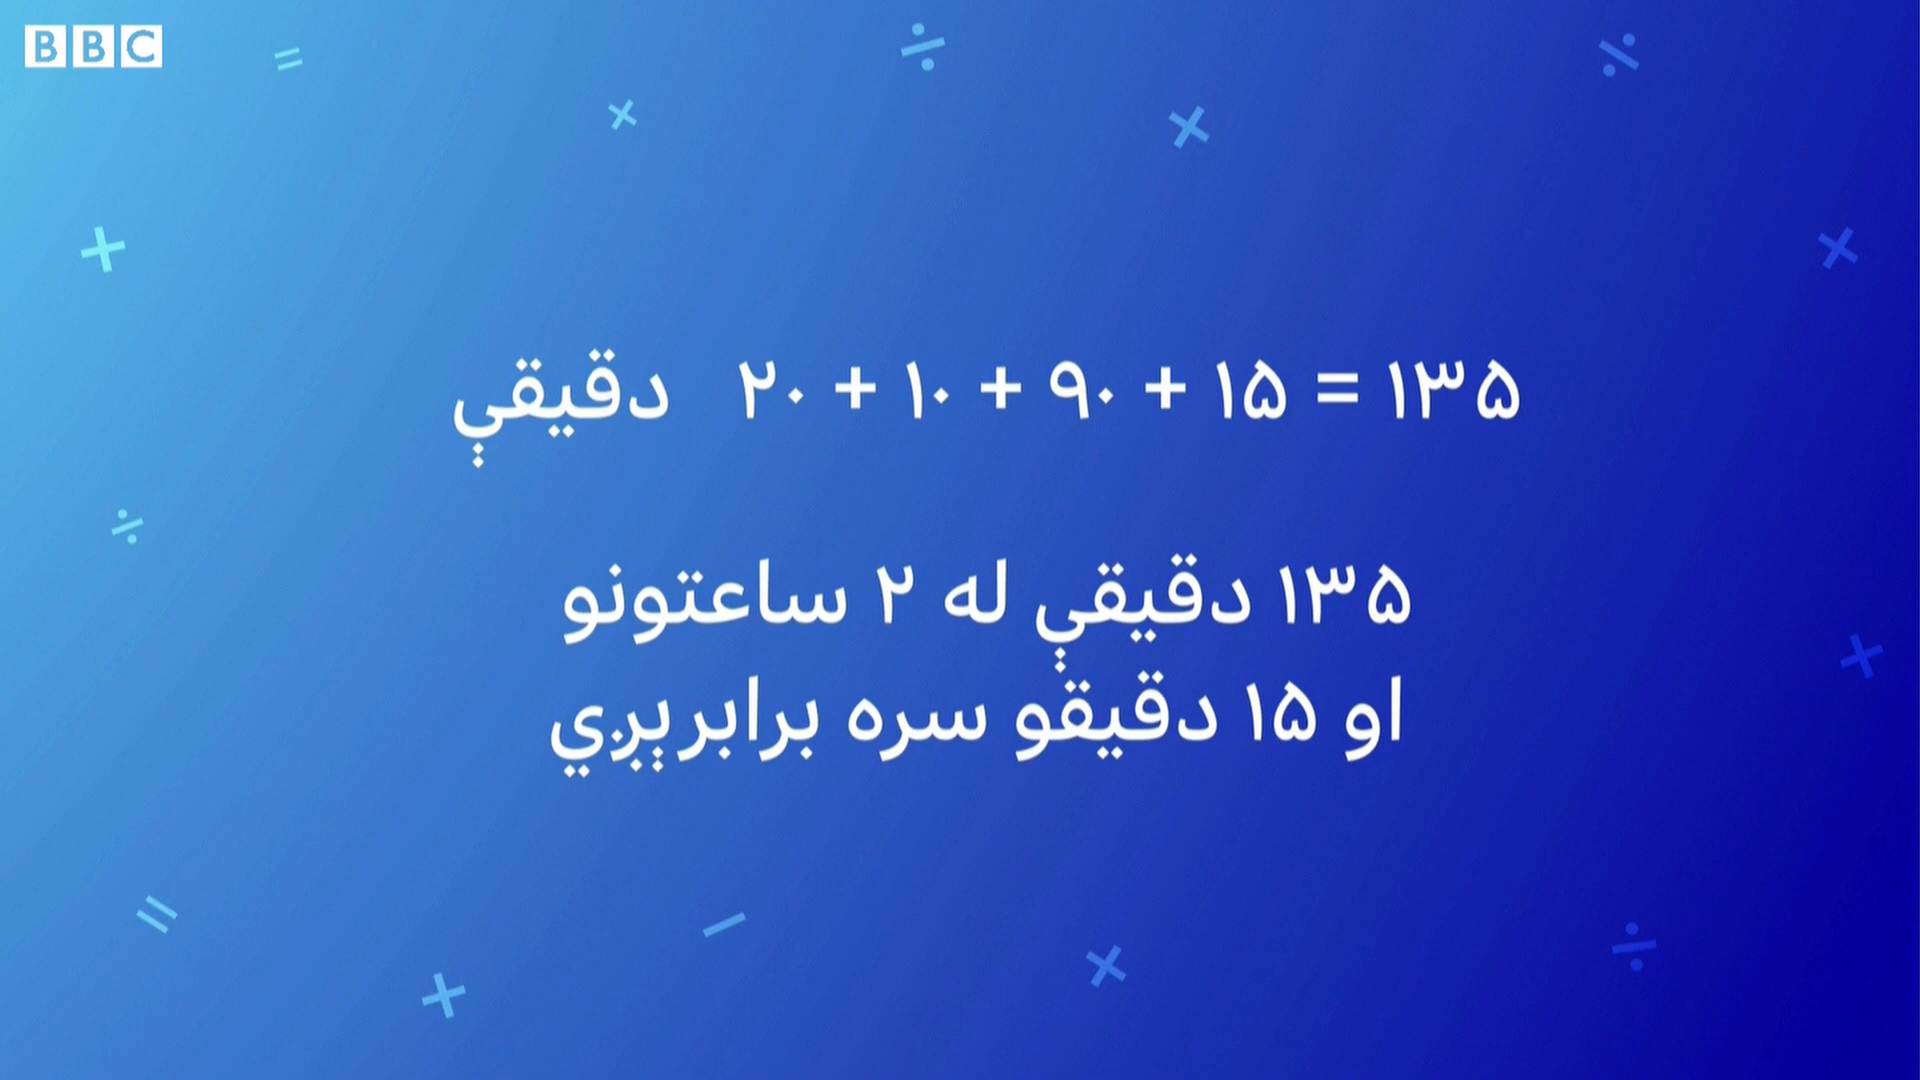 BBC
۲۰ + ۱۰ + ۹۰ + ۱۵ = ۱۳۵ دقیقې
۱۳۵ دقیقې له ۲ ساعتونو
او ۱۵ دقیقو سره برابرېږي